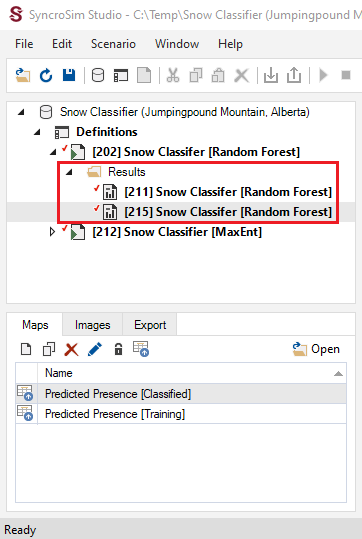 SyncroSim Studio - C:\Temp\Snow Classifier (Jumpingpound Mo
File Edit Scenario Window Help
Snow Classifier (Jumpingpound Mountain, Alberta)
Definitions
[202] Snow Classifer [Random Forest]
Results
[211] Snow Classifer [Random Forest]
[215] Snow Classifer [Random Forest]
[212] Snow Classifier [MaxEnt]
Maps Images Export
Open
Name
Predicted Presence [Classified]
Predicted Presence [Training]
Ready